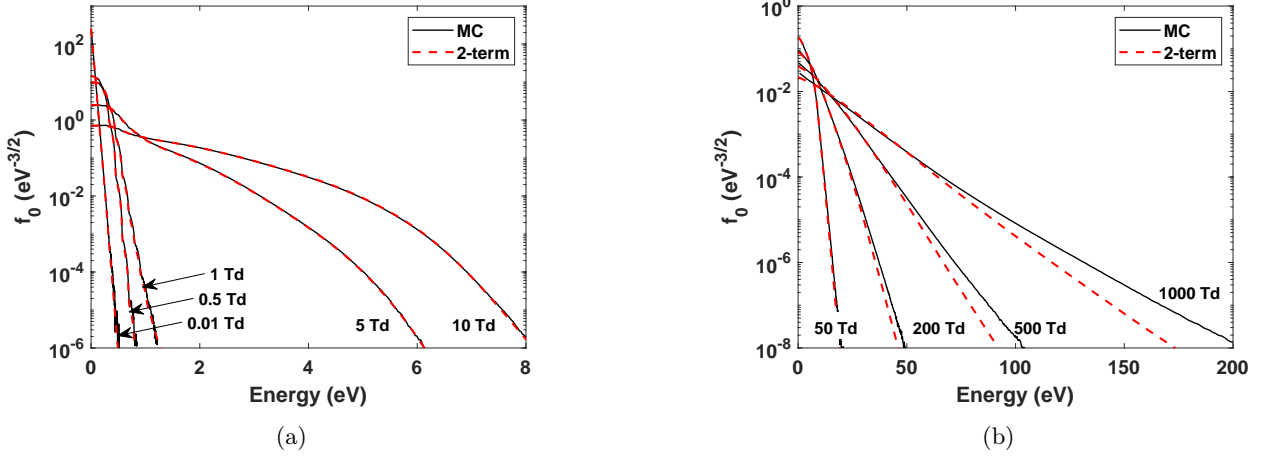 MC
2-term
10^2
10^0
10^-2
10^-4
10^-6
f_0 (eV^-3/2)
1 Td
0.5 Td
0.01 Td
5 Td
10 Td
0
2
4
6
8
Energy (eV)
(a)
MC
2-term
10^0
10^-2
10^-4
10^-6
10^-8
f_0 (eV^-3/2)
50 Td
200 Td
500 Td
1000 Td
0
50
100
150
200
Energy (eV)
(b)